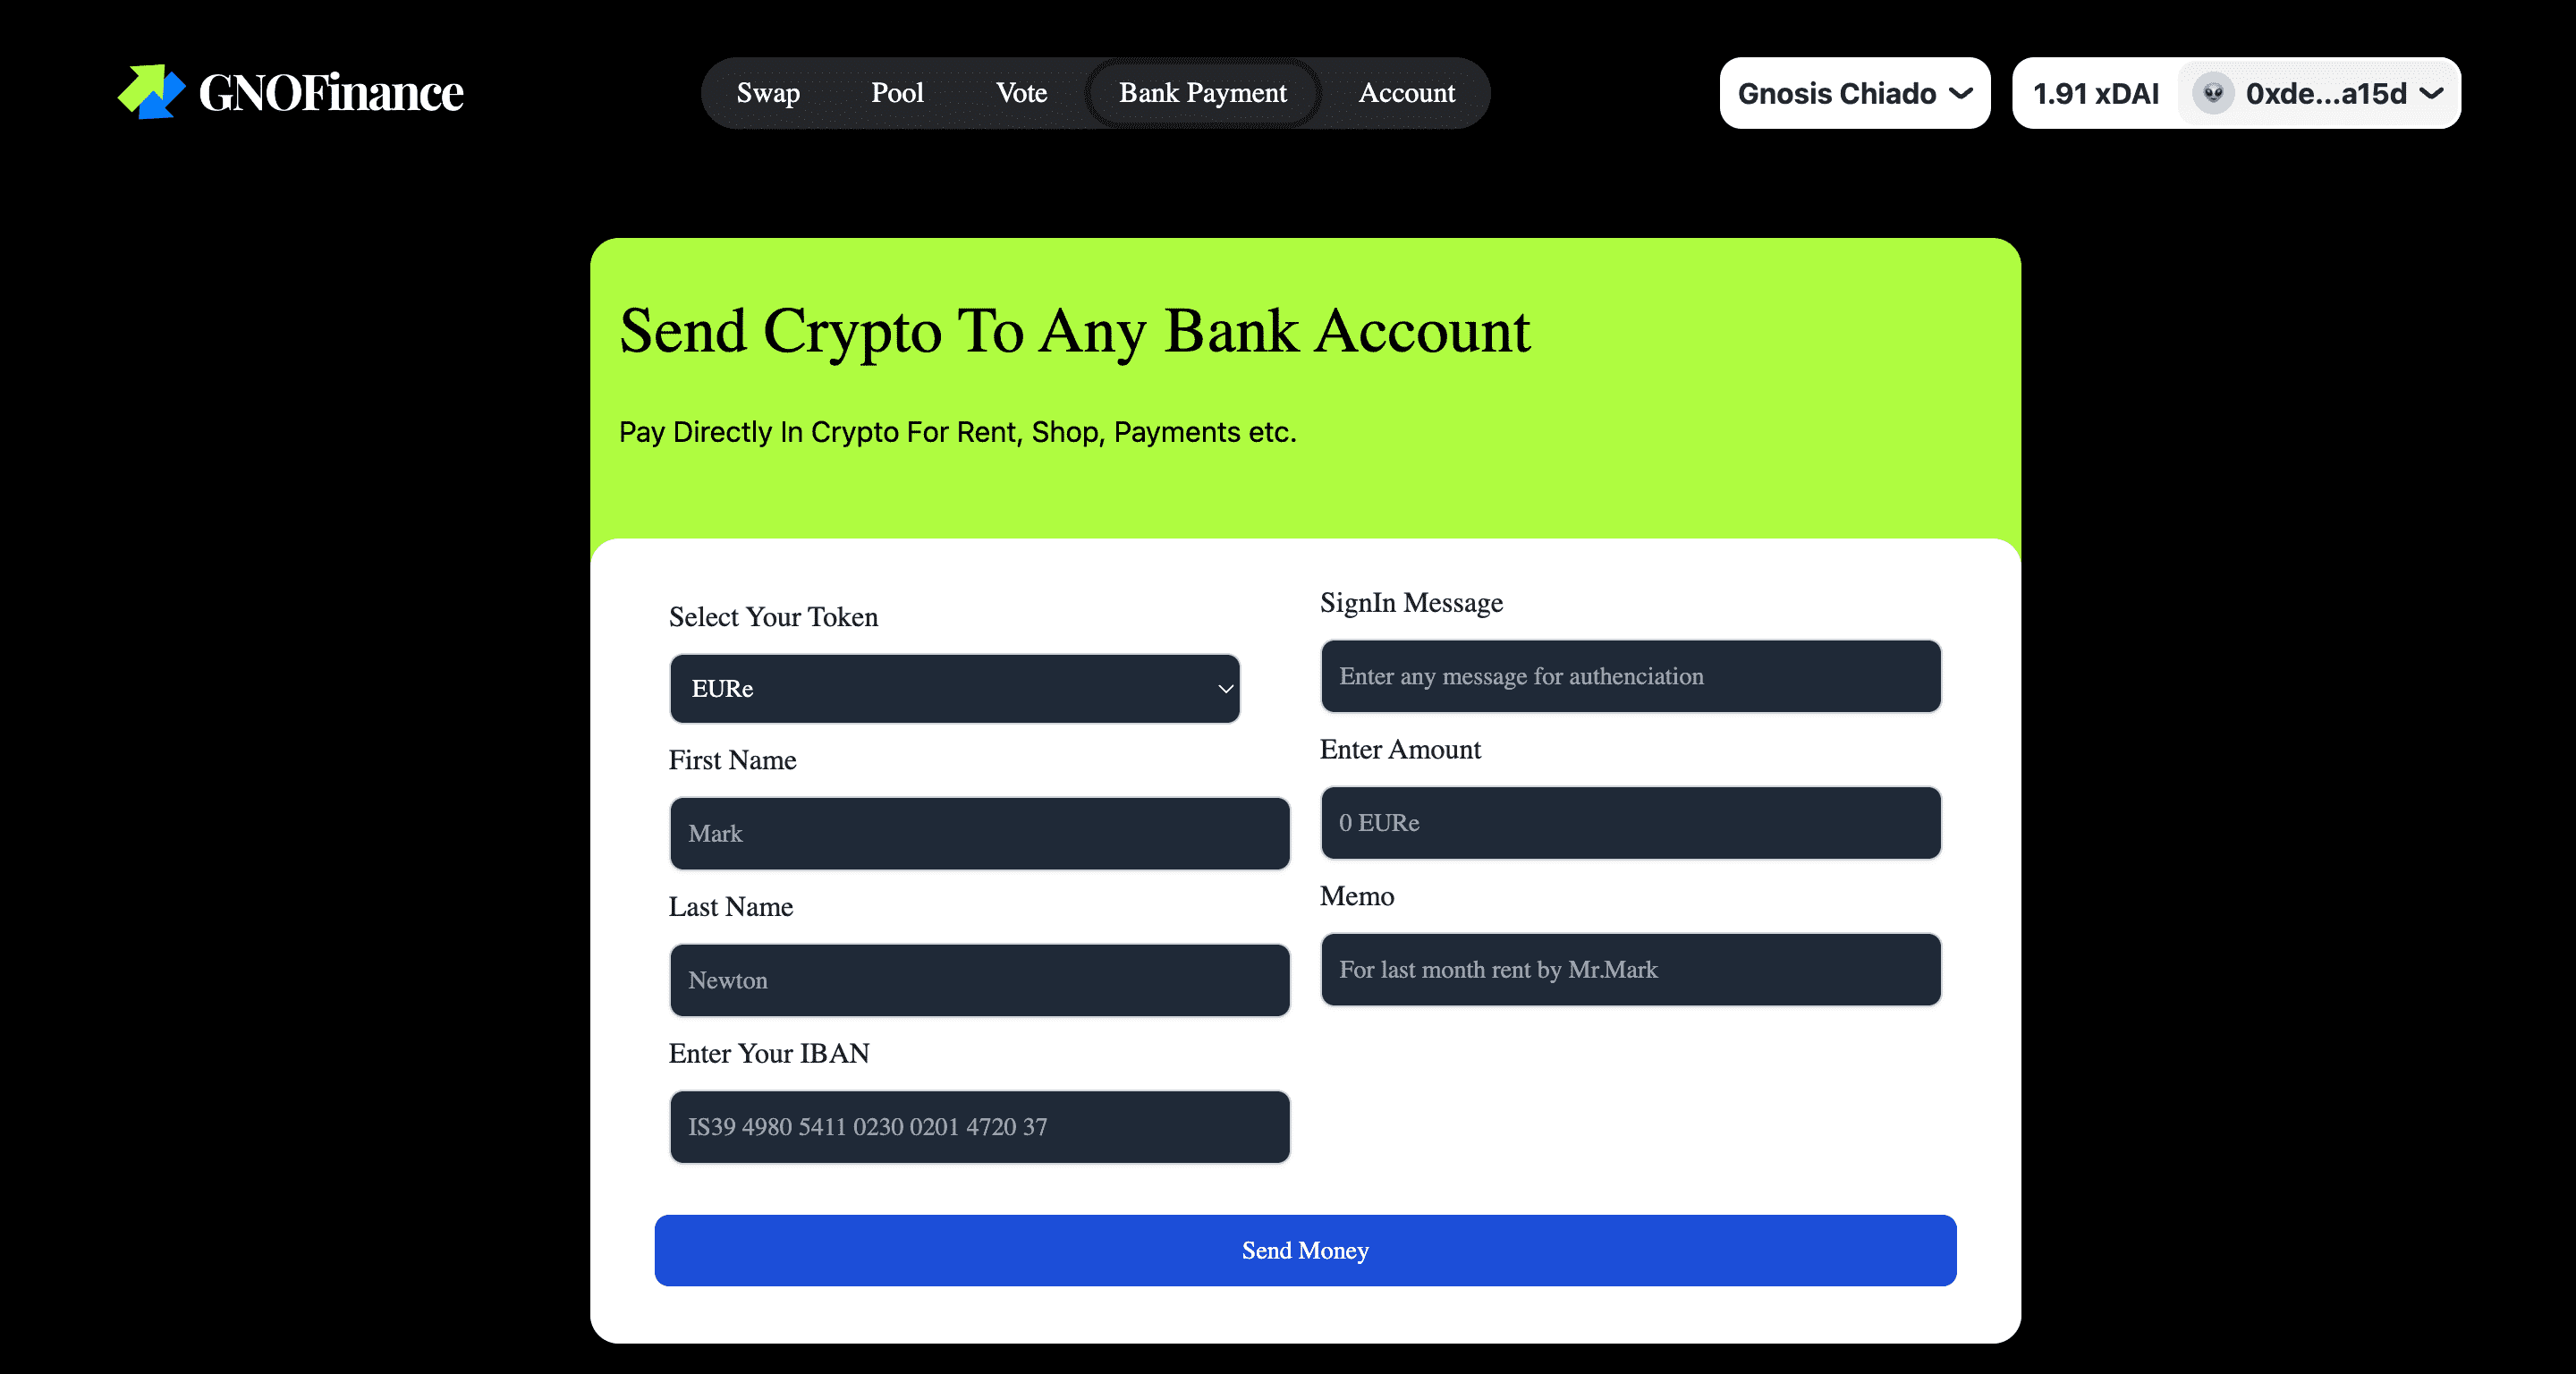 GNOFinance
Swap Pool Vote Bank Payment Account
Gnosis Chiado
1.91 xDAI 0xde...a15d
Send Crypto To Any Bank Account
Pay Directly In Crypto For Rent, Shop, Payments etc.
Select Your Token
EURe
First Name
Mark
Last Name
Newton
Enter Your IBAN
IS39 4980 5411 0230 0201 4720 37
SignIn Message
Enter any message for authenciation
Enter Amount
0 EURe
Memo
For last month rent by Mr.Mark
Send Money